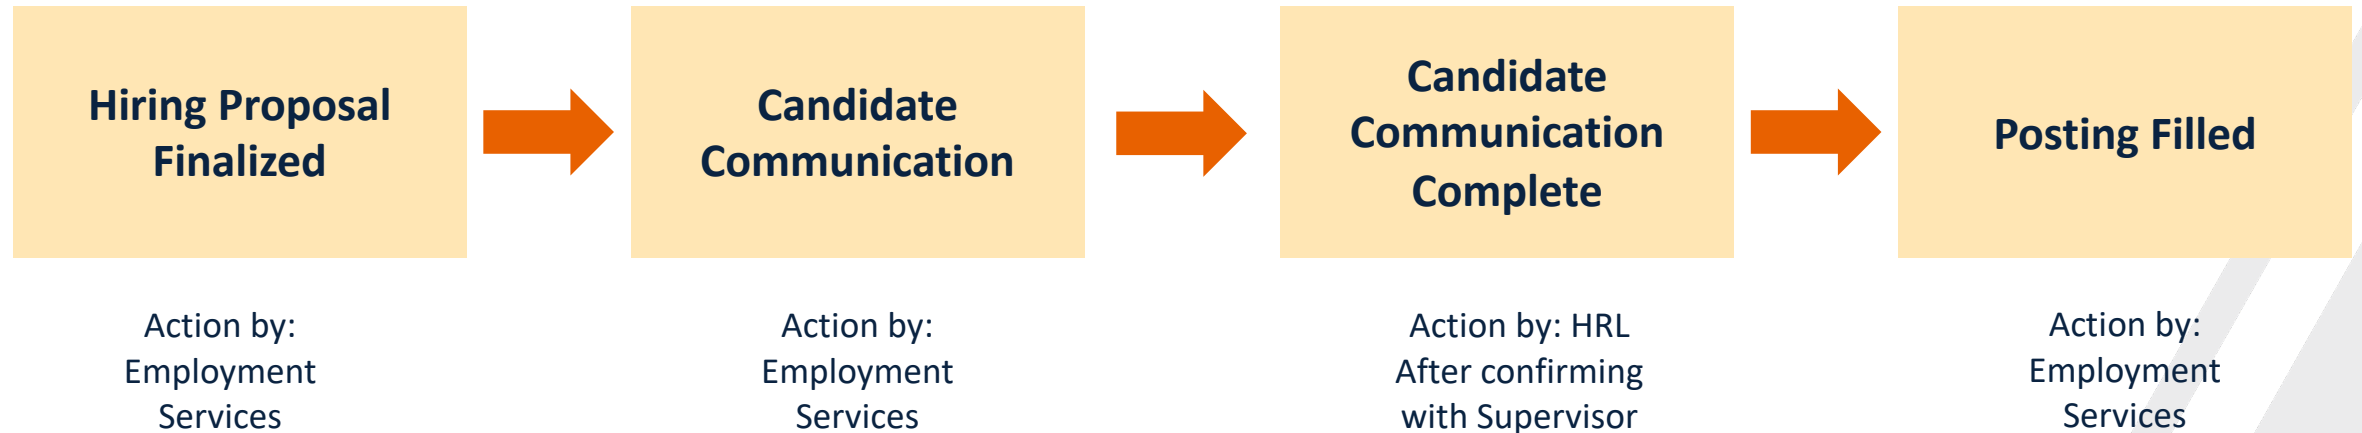 Hiring Proposal
Finalized
Action by:
Employment
Services
Candidate
Communication
Action by:
Employment
Services
Candidate
Communication
Complete
Action by: HRL
After confirming
with Supervisor
Posting Filled
Action by:
Employment
Services